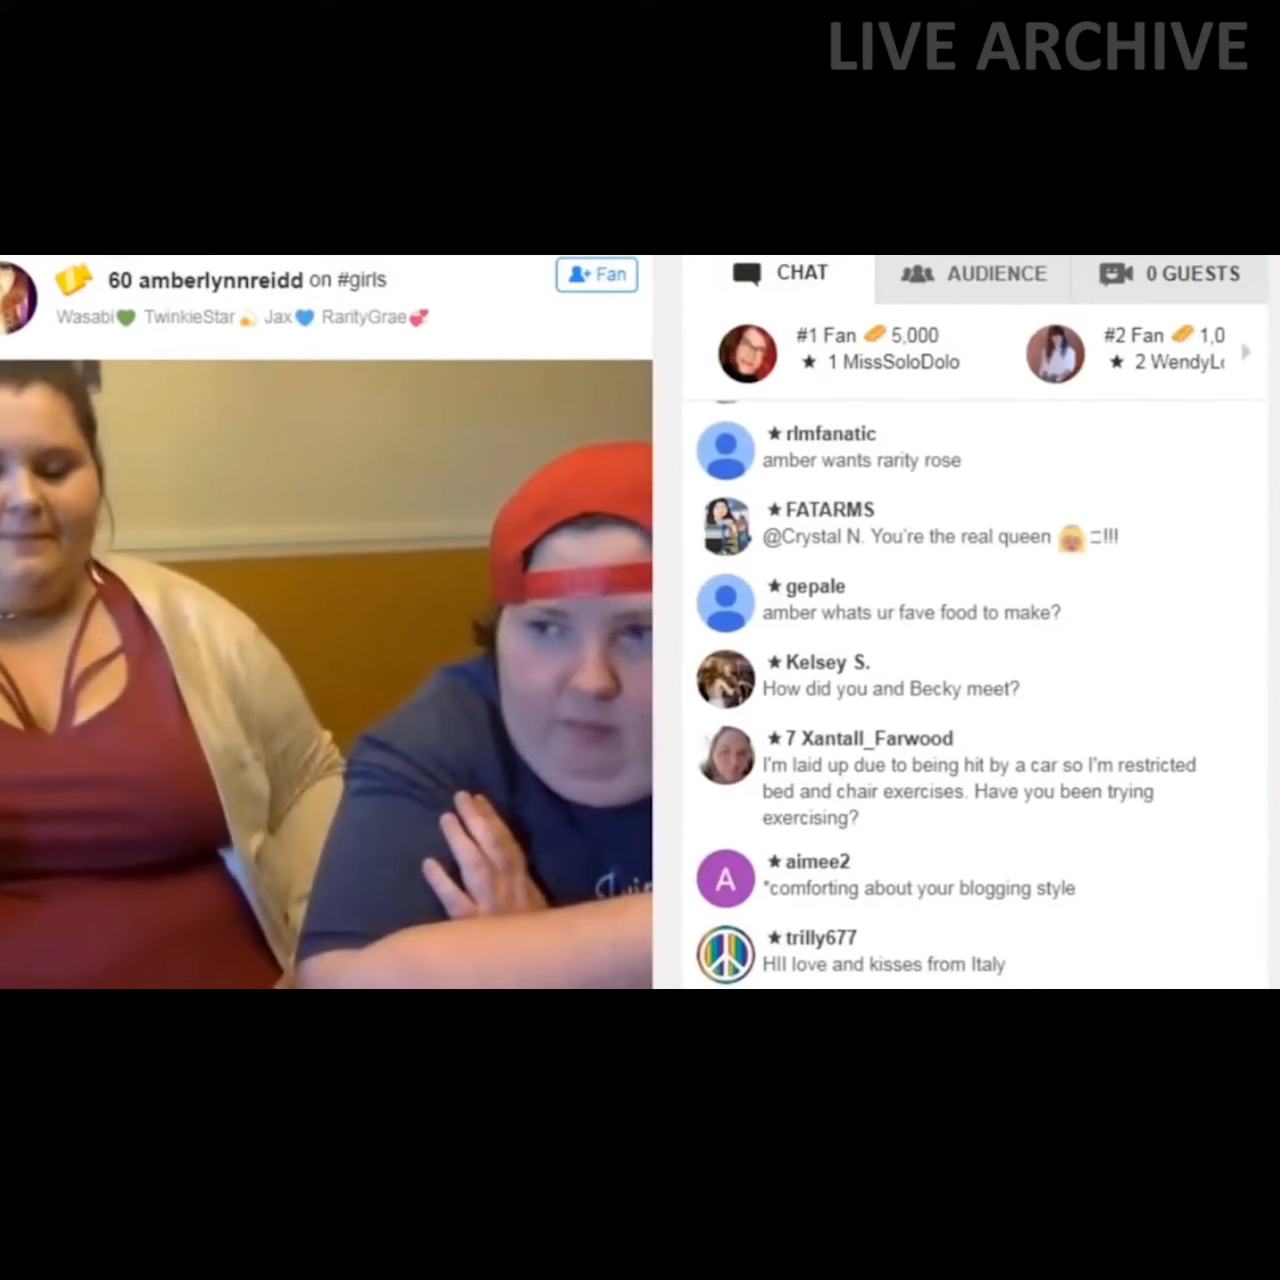 LIVE ARCHIVE
60 amberlynnreidd on #girls
Fan
Wasabi💚 TwinkieStar💫 Jax💙 RarityGrae💞
CHAT
AUDIENCE
0 GUESTS
#1 Fan 5,000
★ 1 MissSoloDolo
#2 Fan 1,0
★ 2 WendyL
★ rlmfanatic
amber wants rarity rose
★ FATARMS
@Crystal N. You're the real queen 👸 !!!
★ gepale
amber whats ur fave food to make?
★ Kelsey S.
How did you and Becky meet?
★ 7 Xantall_Farwood
I'm laid up due to being hit by a car so I'm restricted
bed and chair exercises. Have you been trying
exercising?
A
★ aimee2
*comforting about your blogging style
★ trilly677
HII love and kisses from Italy